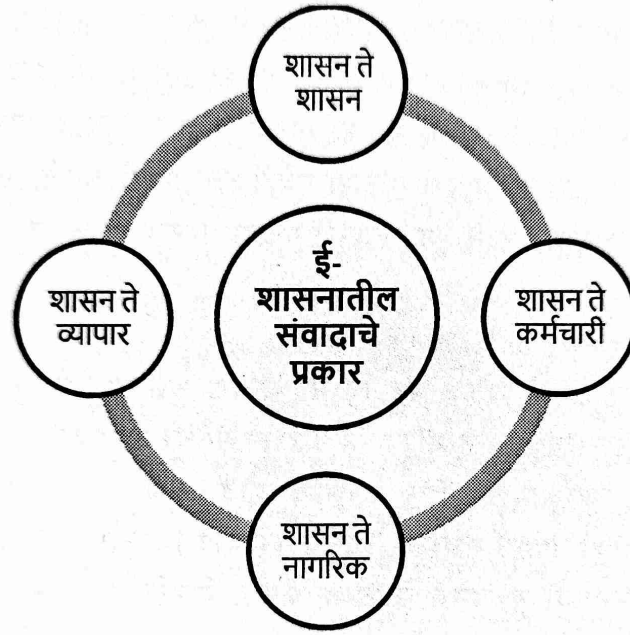 शासन ते
शासन
ई-
शासनातील
संवादाचे
प्रकार
शासन ते
व्यापार
शासन ते
कर्मचारी
शासन ते
नागरिक